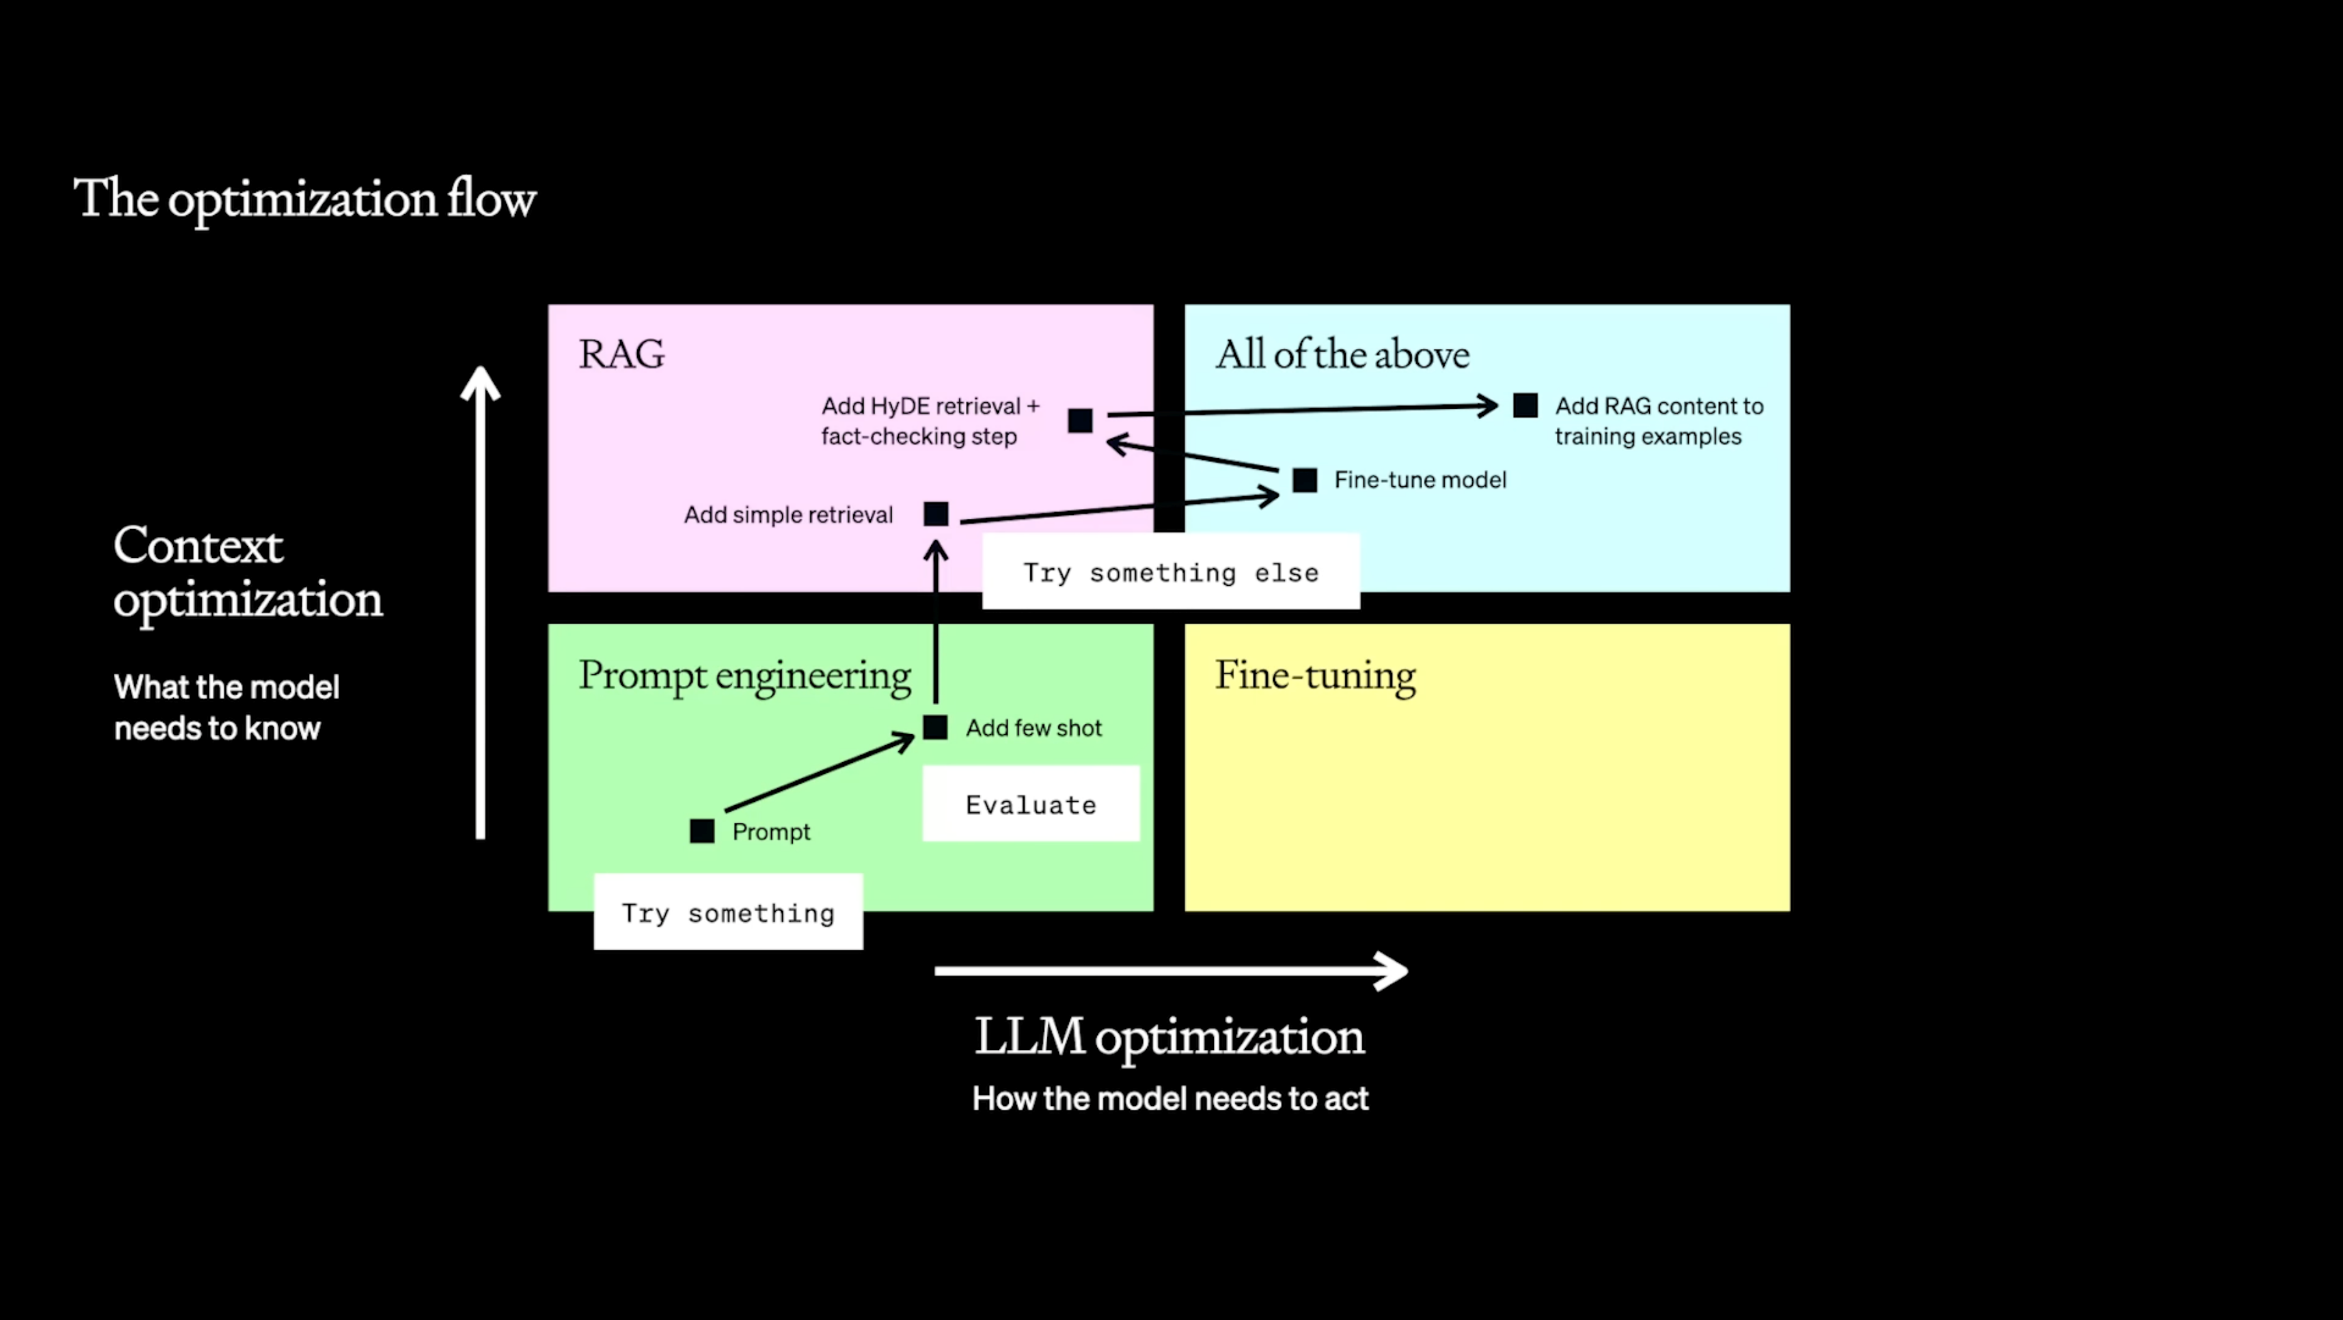 The optimization flow
RAG
All of the above
Add HyDE retrieval +
fact-checking step
Add RAG content to
training examples
Fine-tune model
Add simple retrieval
Try something else
Context
optimization
What the model
needs to know
Prompt engineering
Fine-tuning
Add few shot
Evaluate
Prompt
Try something
LLM optimization
How the model needs to act